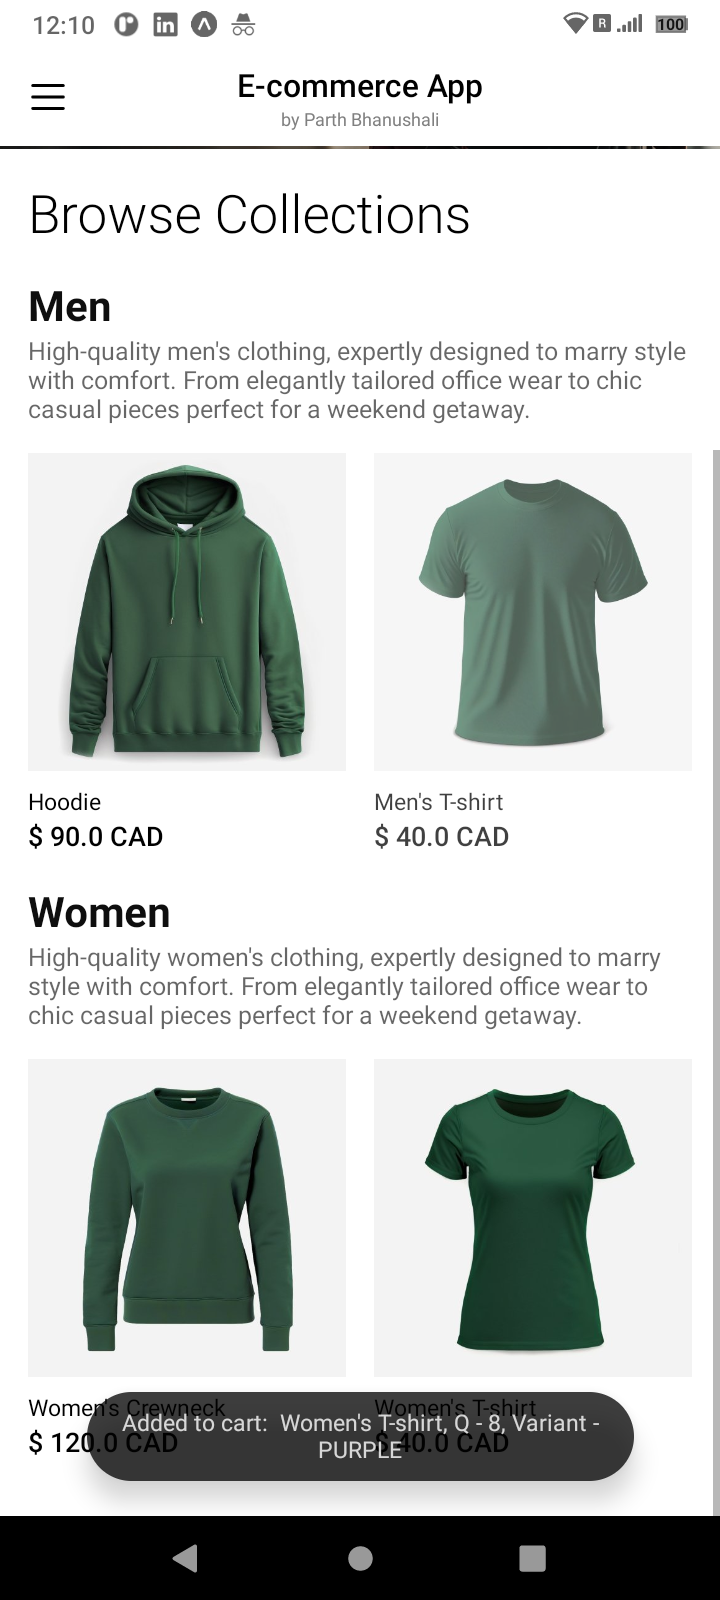 12:10
in
R
100
E-commerce App
by Parth Bhanushali
Browse Collections
Men
High-quality men's clothing, expertly designed to marry style
with comfort. From elegantly tailored office wear to chic
casual pieces perfect for a weekend getaway.
Hoodie
Men's T-shirt
$ 90.0 CAD
$ 40.0 CAD
Women
High-quality women's clothing, expertly designed to marry
style with comfort. From elegantly tailored office wear to
chic casual pieces perfect for a weekend getaway.
Women's Crewneck
Women's T-shirt
$ 120.0 CAD
$ 40.0 CAD
Added to cart:  Women's T-shirt, Q - 8, Variant -
PURPLE